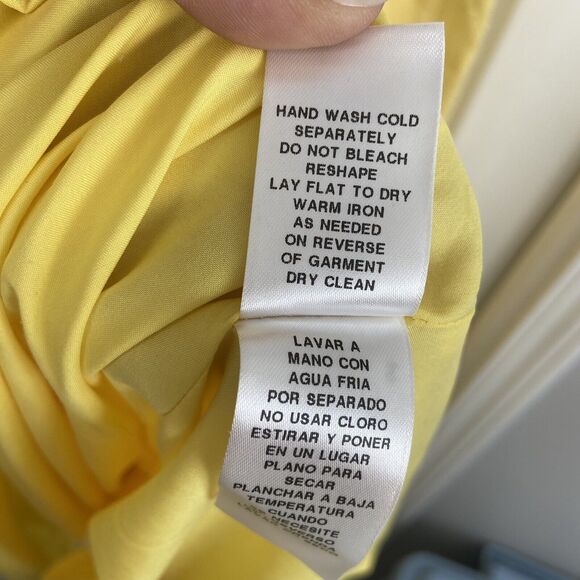 HAND WASH COLD
SEPARATELY
DO NOT BLEACH
RESHAPE
LAY FLAT TO DRY
WARM IRON
AS NEEDED
ON REVERSE
OF GARMENT
DRY CLEAN
LAVAR A
MANO CON
AGUA FRIA
POR SEPARADO
NO USAR CLORO
ESTIRAR Y PONER
EN UN LUGAR
PLANO PARA
SECAR
PLANCHAR A BAJA
TEMPERATURA
CUANDO
NECESITE